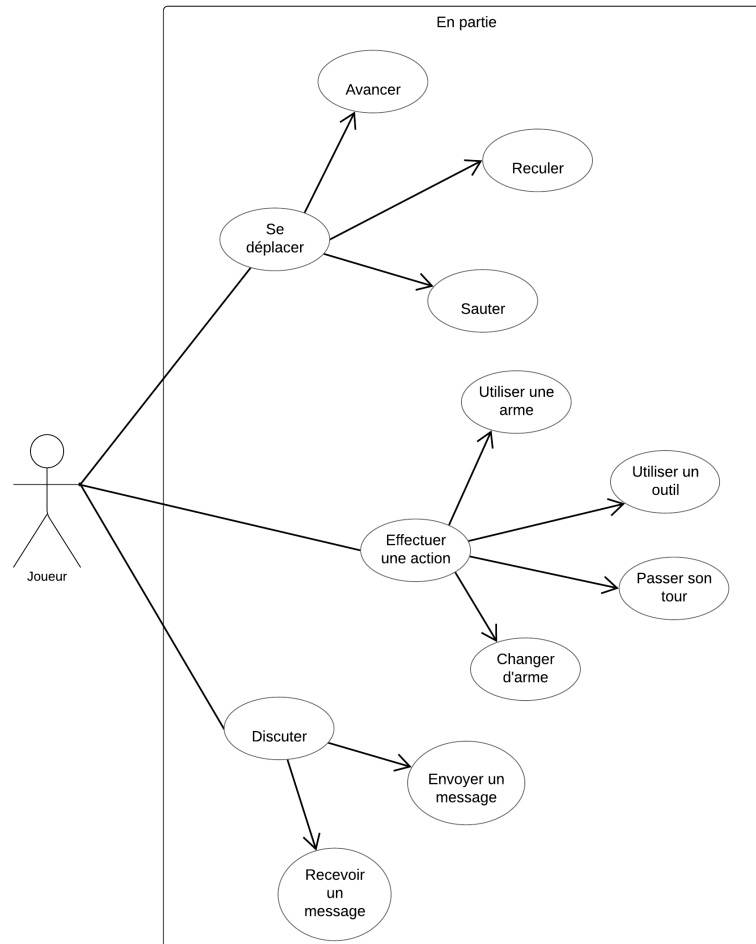 En partie
Avancer
Reculer
Se
déplacer
Sauter
Utiliser une
arme
Utiliser un
outil
Effectuer
une action
Passer son
tour
Joueur
Changer
d'arme
Discuter
Envoyer un
message
Recevoir
un
message